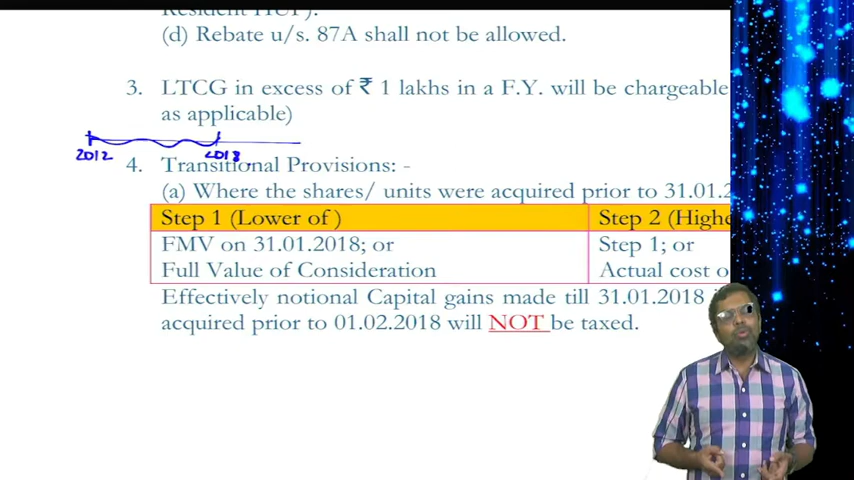 Resident HUF).
(d) Rebate u/s. 87A shall not be allowed.
3. LTCG in excess of ₹ 1 lakhs in a F.Y. will be chargeable
as applicable)
2012 2018
4. Transitional Provisions: -
(a) Where the shares/ units were acquired prior to 31.01.2
Step 1 (Lower of ) Step 2 (Highe
FMV on 31.01.2018; or Step 1; or
Full Value of Consideration Actual cost o
Effectively notional Capital gains made till 31.01.2018
acquired prior to 01.02.2018 will NOT be taxed.